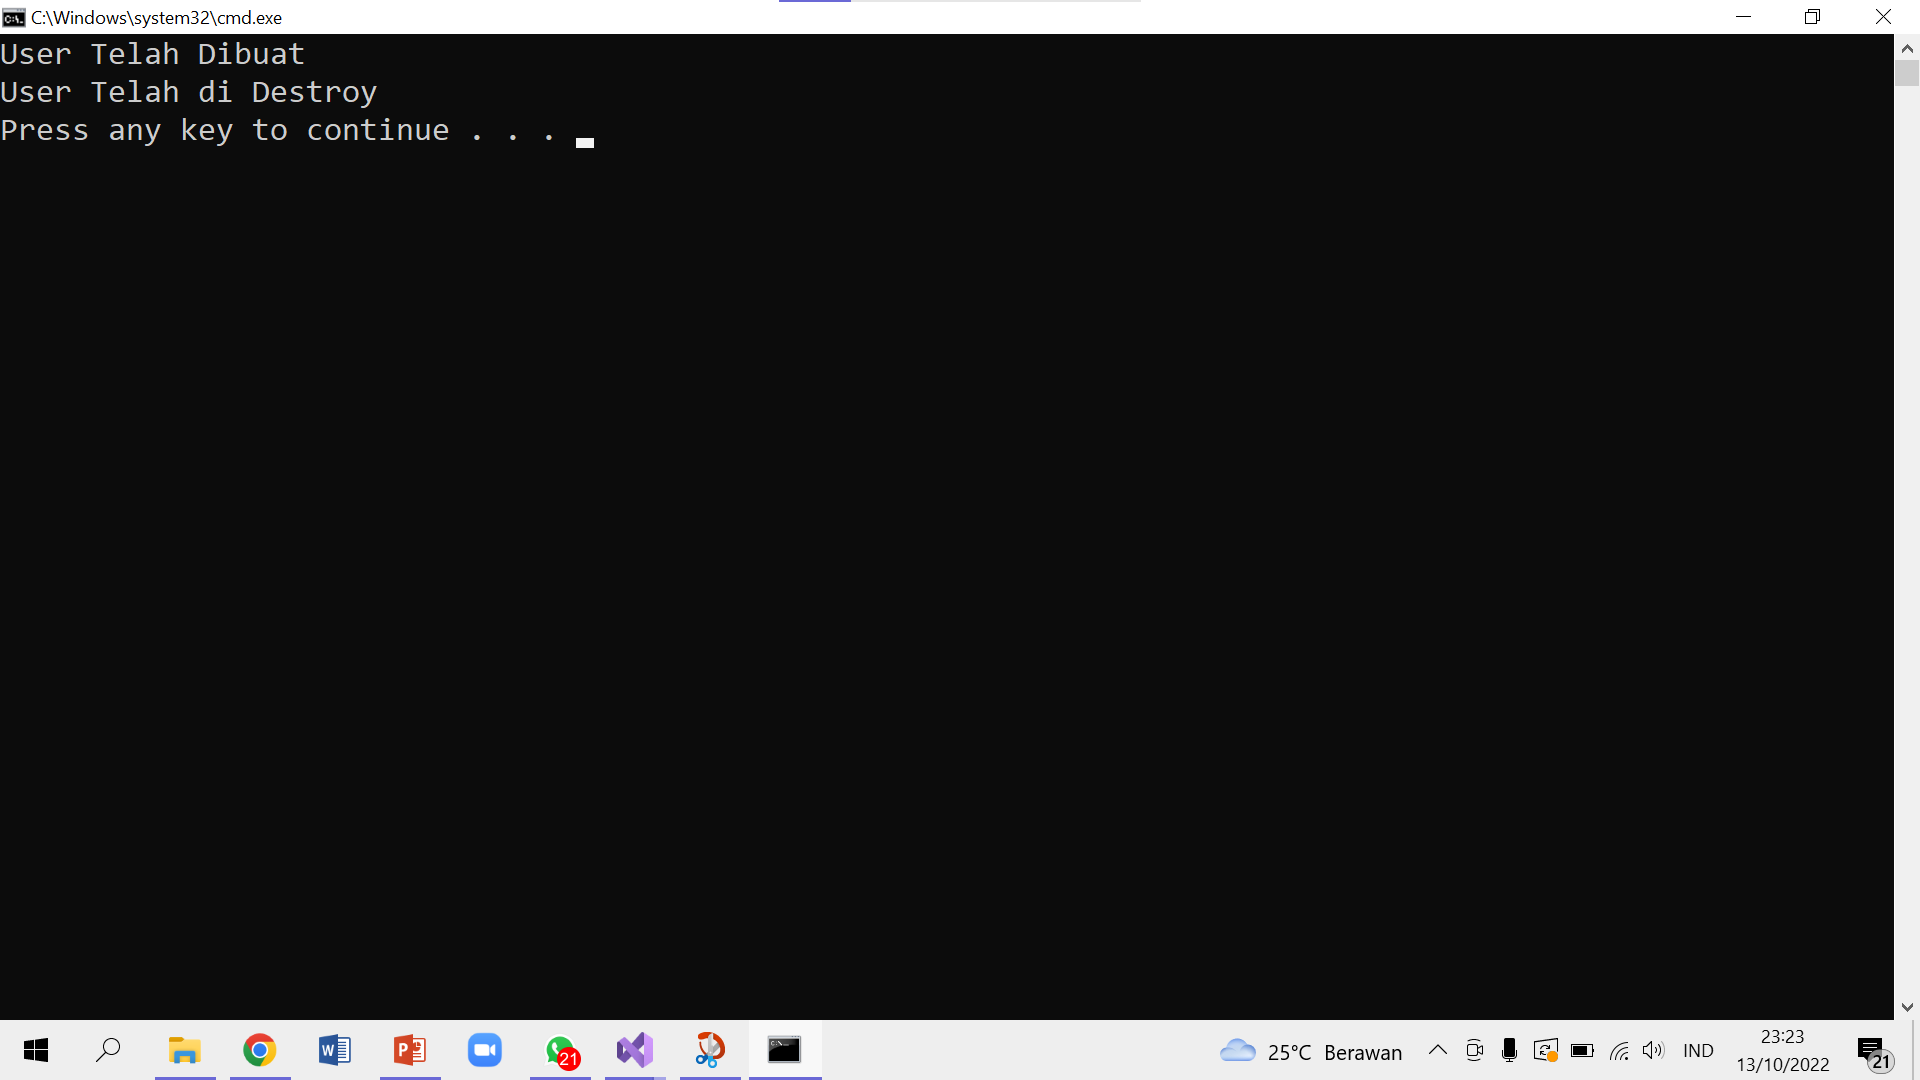 C:\Windows\system32\cmd.exe
User Telah Dibuat
User Telah di Destroy
Press any key to continue . . .
21
25°C Berawan
IND
23:23
13/10/2022
21